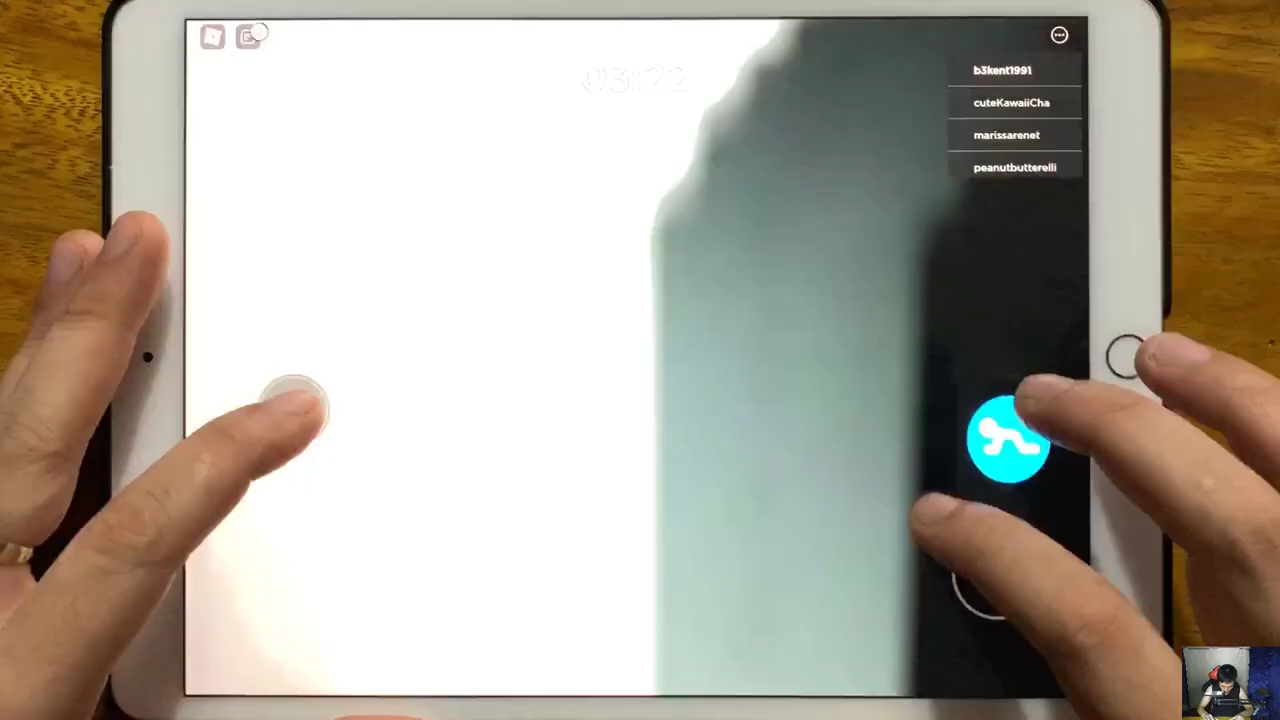 03:22
b3kent1991
cuteKawaiiCha
marissarenet
peanutbutterelli